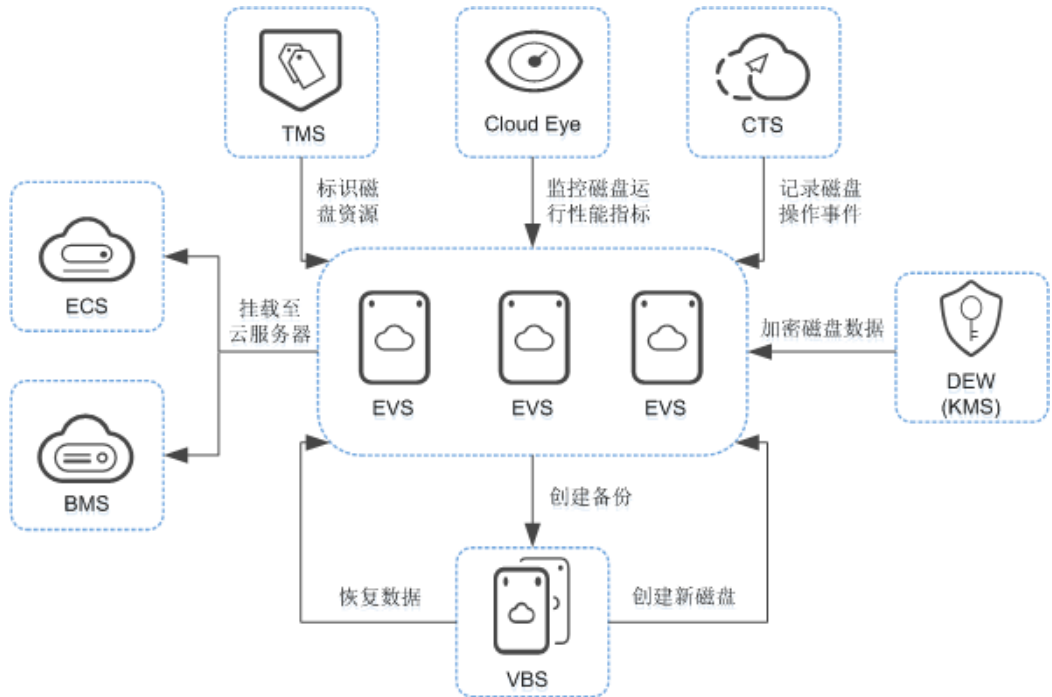 TMS
Cloud Eye
CTS
标识磁
盘资源
监控磁盘运
行性能指标
记录磁盘
操作事件
ECS
挂载至
云服务器
加密磁盘数据
DEW
(KMS)
EVS
EVS
EVS
BMS
创建备份
恢复数据
创建新磁盘
VBS